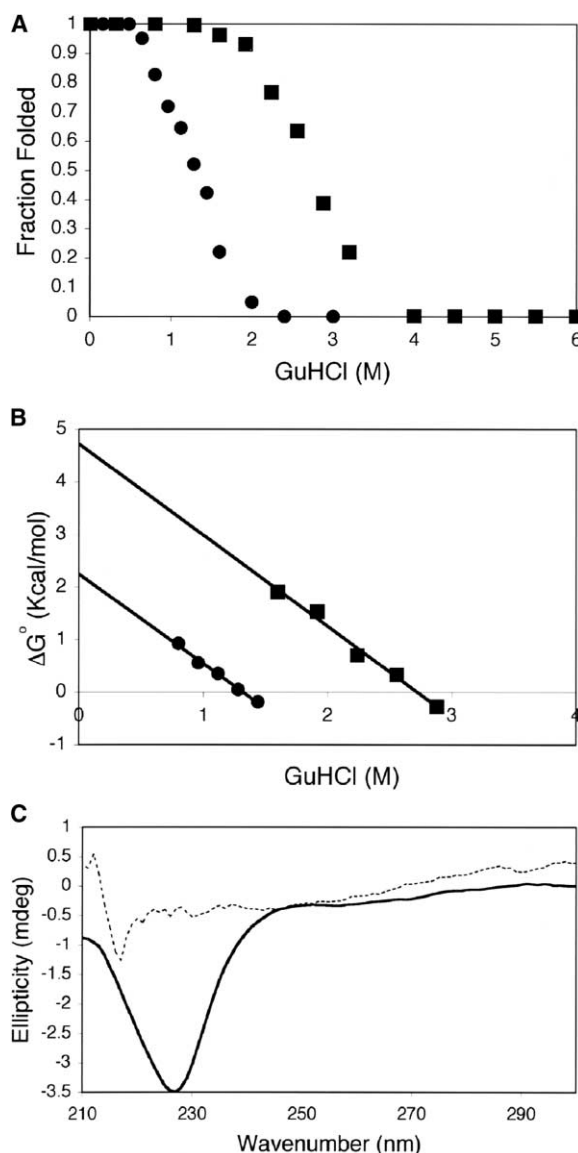 A
1
0.9
0.8
0.7
0.6
0.5
0.4
0.3
0.2
0.1
0
Fraction Folded
0 1 2 3 4 5 6
GuHCl (M)
B
5
4
3
2
1
0
-1
ΔG° (Kcal/mol)
0 1 2 3 4
GuHCl (M)
C
1
0.5
0
-0.5
-1
-1.5
-2
-2.5
-3
-3.5
Ellipticity (mdeg)
210 230 250 270 290
Wavenumber (nm)